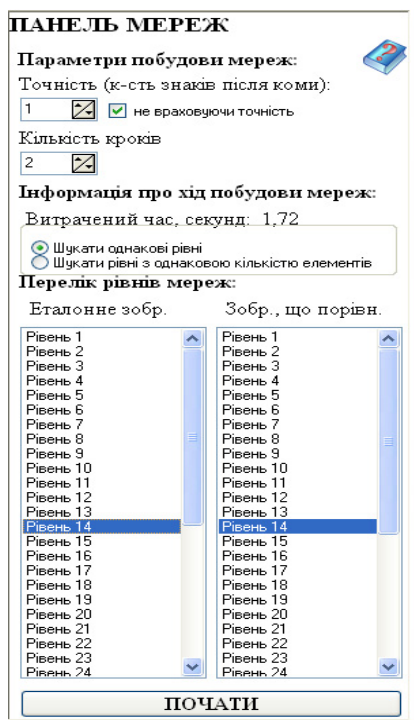 ПАНЕЛЬ МЕРЕЖ
Параметри побудови мереж:
Точність (к-сть знаків після коми):
1 не враховуючи точність
Кількість кроків
2
Інформація про хід побудови мереж:
Витрачений час, секунд: 1,72
Шукати однакові рівні
Шукати рівні з однаковою кількістю елементів
Перелік рівнів мереж:
Еталонне зобр. Зобр., що порівн.
Рівень 1 Рівень 1
Рівень 2 Рівень 2
Рівень 3 Рівень 3
Рівень 4 Рівень 4
Рівень 5 Рівень 5
Рівень 6 Рівень 6
Рівень 7 Рівень 7
Рівень 8 Рівень 8
Рівень 9 Рівень 9
Рівень 10 Рівень 10
Рівень 11 Рівень 11
Рівень 12 Рівень 12
Рівень 13 Рівень 13
Рівень 14 Рівень 14
Рівень 15 Рівень 15
Рівень 16 Рівень 16
Рівень 17 Рівень 17
Рівень 18 Рівень 18
Рівень 19 Рівень 19
Рівень 20 Рівень 20
Рівень 21 Рівень 21
Рівень 22 Рівень 22
Рівень 23 Рівень 23
Рівень 24 Рівень 24
ПОЧАТИ